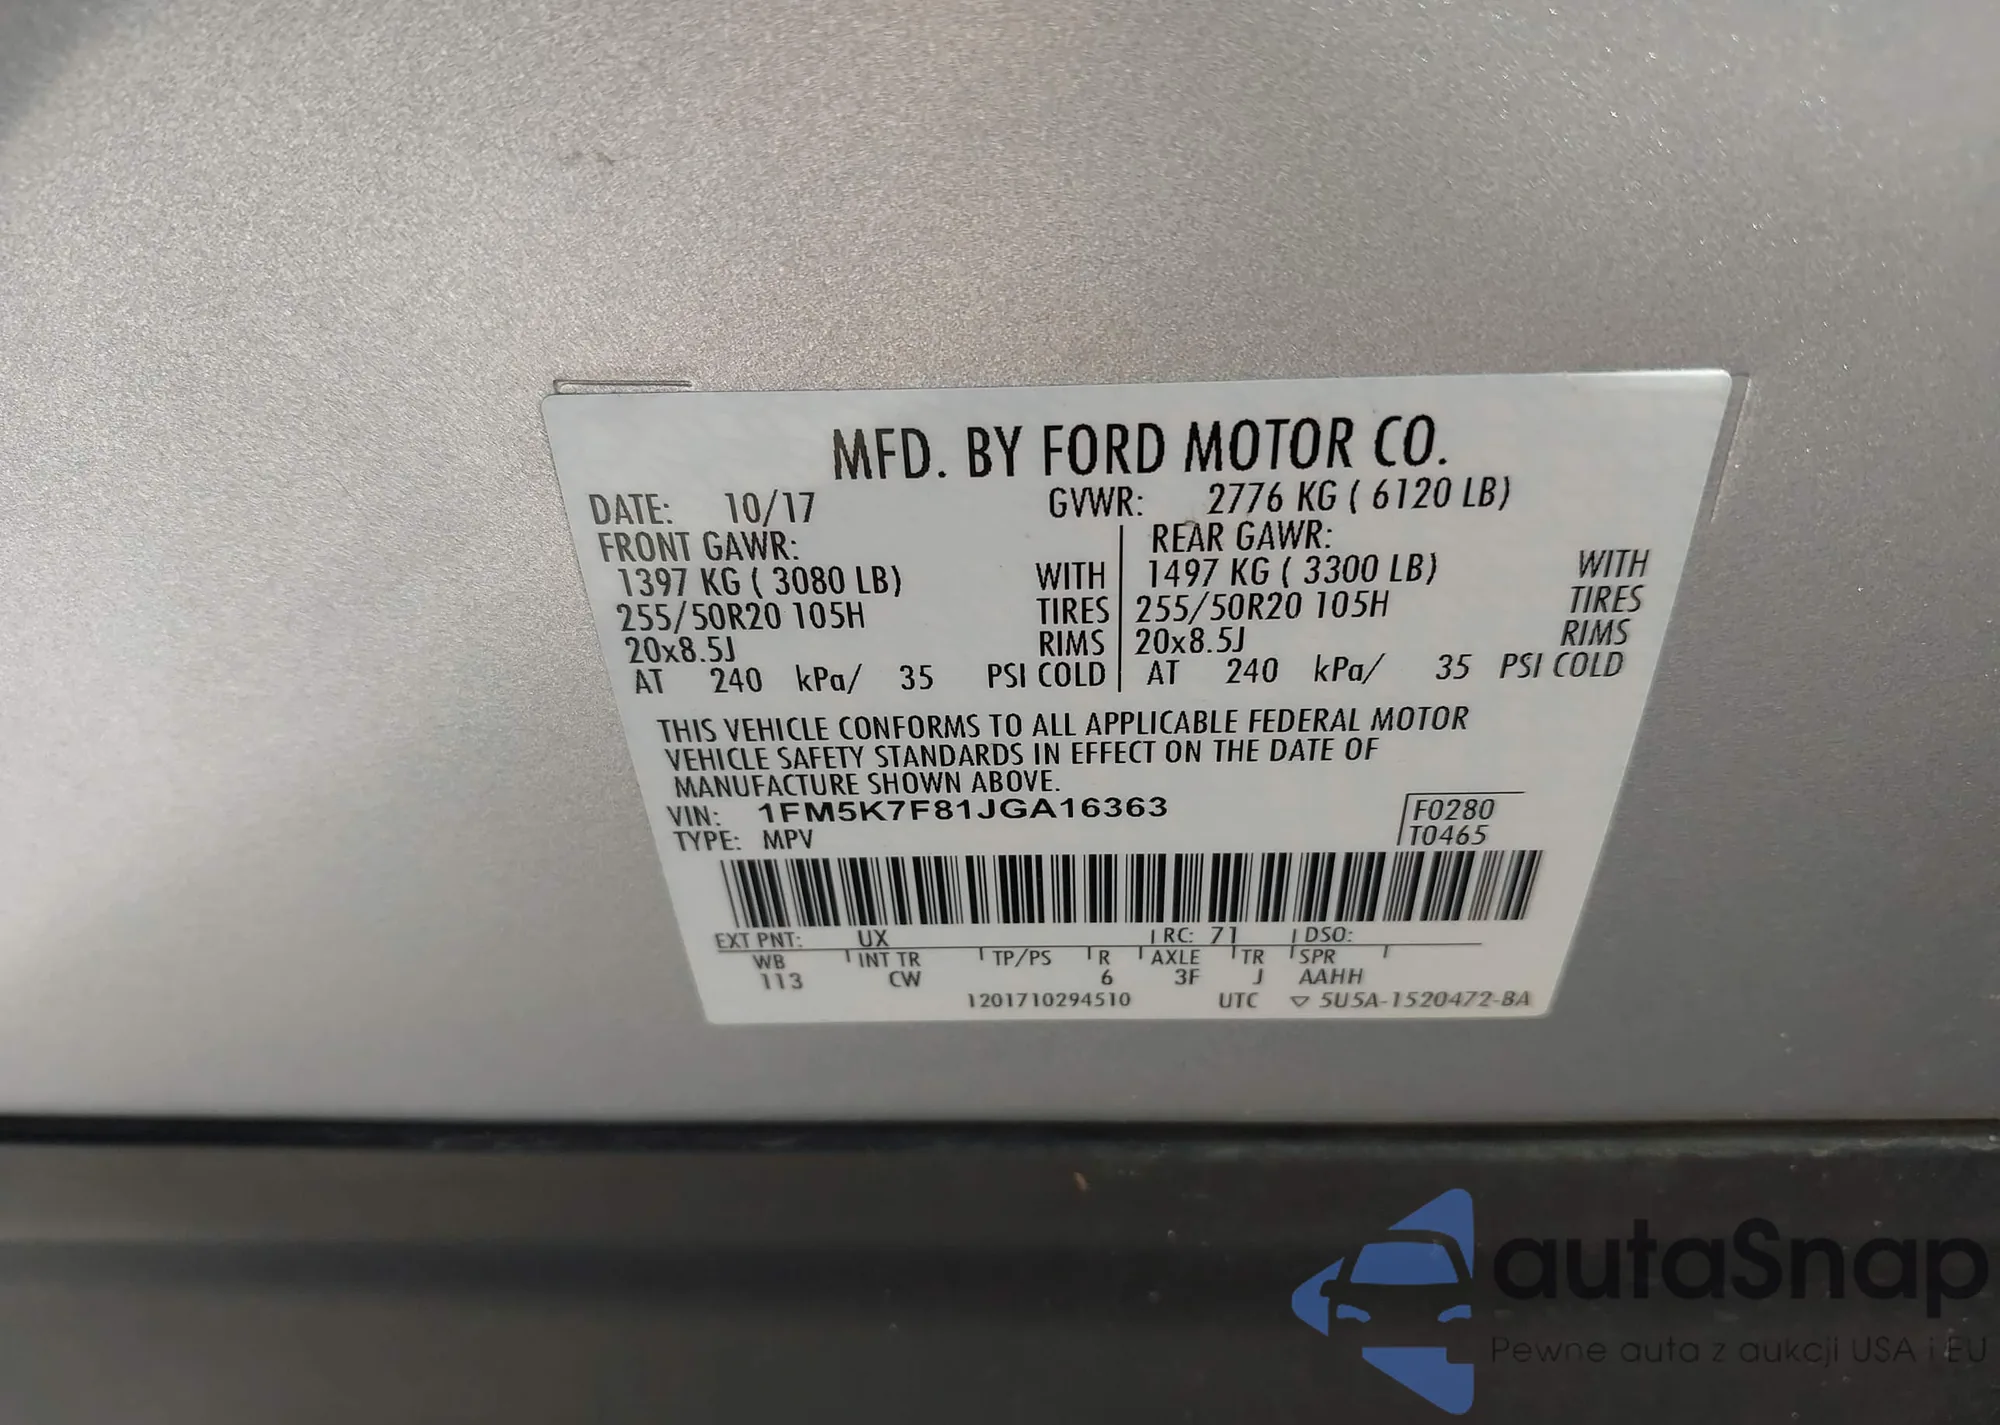 MFD. BY FORD MOTOR CO.
DATE: 10/17 GVWR: 2776 KG ( 6120 LB)
FRONT GAWR: REAR GAWR:
1397 KG ( 3080 LB) WITH 1497 KG ( 3300 LB) WITH
255/50R20 105H TIRES 255/50R20 105H TIRES
20x8.5J RIMS 20x8.5J RIMS
AT 240 kPa/ 35 PSI COLD AT 240 kPa/ 35 PSI COLD
THIS VEHICLE CONFORMS TO ALL APPLICABLE FEDERAL MOTOR
VEHICLE SAFETY STANDARDS IN EFFECT ON THE DATE OF
MANUFACTURE SHOWN ABOVE.
VIN: 1FM5K7F81JGA16363 F0280
TYPE: MPV T0465
EXT PNT: UX RC: 71 DSO:
WB INT TR TP/PS R AXLE TR SPR
113 CW 6 3F J AAHH
1201710294510 UTC ▽ 5U5A-1520472-BA
autaSnap
Pewne auta z aukcji USA i EU